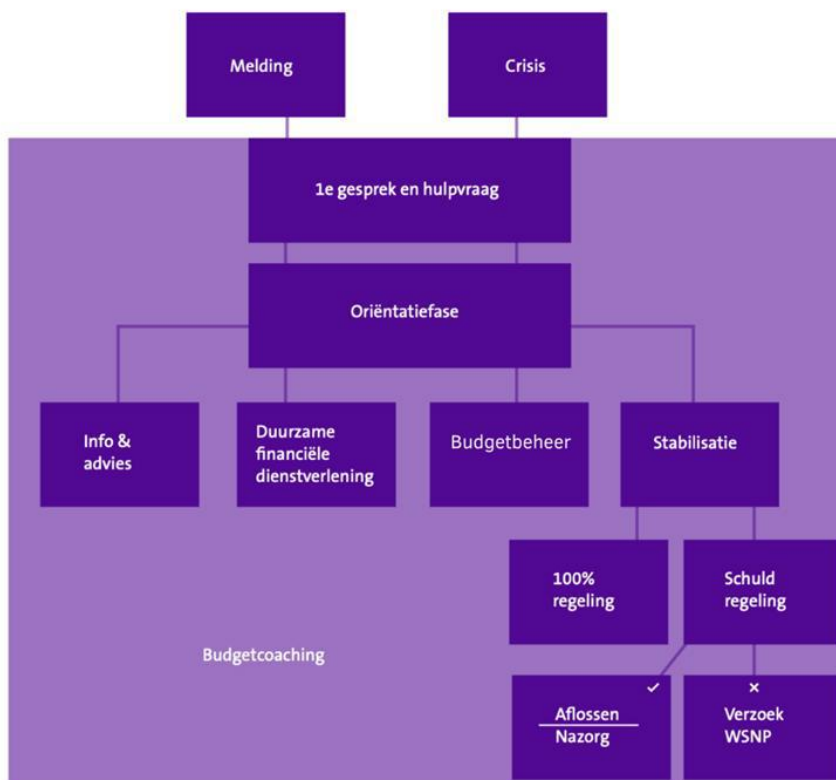 Melding
Crisis
1e gesprek en hulpvraag
Oriëntatiefase
Info &
advies
Duurzame
financiële
dienstverlening
Budgetbeheer
Stabilisatie
100%
regeling
Schuld
regeling
Budgetcoaching
Aflossen
Nazorg
Verzoek
WSNP